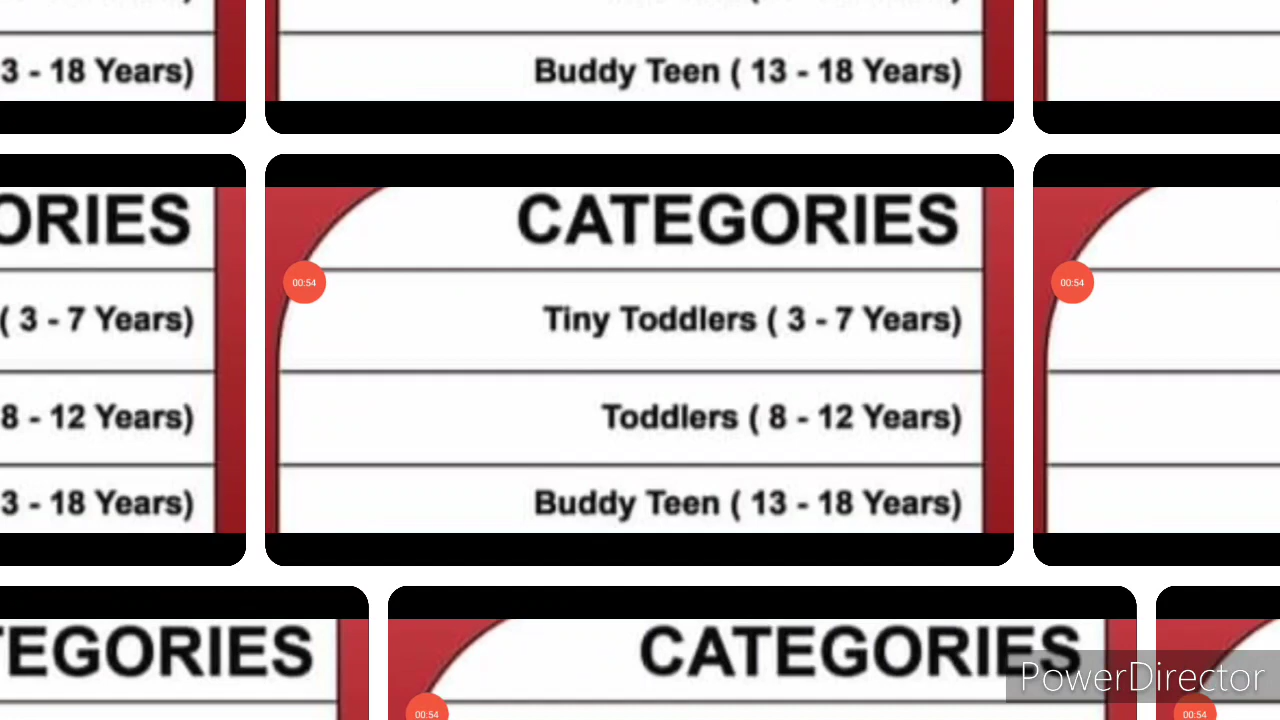 3 - 18 Years)
Buddy Teen ( 13 - 18 Years)
ORIES
CATEGORIES
00:54
00:54
( 3 - 7 Years)
Tiny Toddlers ( 3 - 7 Years)
8 - 12 Years)
Toddlers ( 8 - 12 Years)
3 - 18 Years)
Buddy Teen ( 13 - 18 Years)
EGORIES
CATEGORIES
PowerDirector
00:54
00:54